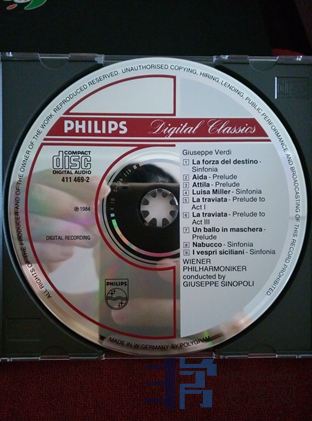 ALL RIGHTS OF THE PRODUCER AND OF THE OWNER OF THE WORK REPRODUCED RESERVED. UNAUTHORISED COPYING, HIRING, LENDING, PUBLIC PERFORMANCE AND BROADCASTING OF THIS RECORD PROHIBITED.
PHILIPS Digital Classics
COMPACT
disc
DIGITAL AUDIO
411 469-2
℗ 1984
DIGITAL RECORDING
PHILIPS
Giuseppe Verdi
1 La forza del destino -
Sinfonia
2 Aida - Prelude
3 Attila - Prelude
4 Luisa Miller - Sinfonia
5 La traviata - Prelude to
Act I
6 La traviata - Prelude to
Act III
7 Un ballo in maschera -
Prelude
8 Nabucco - Sinfonia
9 I vespri siciliani - Sinfonia
WIENER
PHILHARMONIKER
conducted by
GIUSEPPE SINOPOLI
MADE IN W. GERMANY BY POLYGRAM